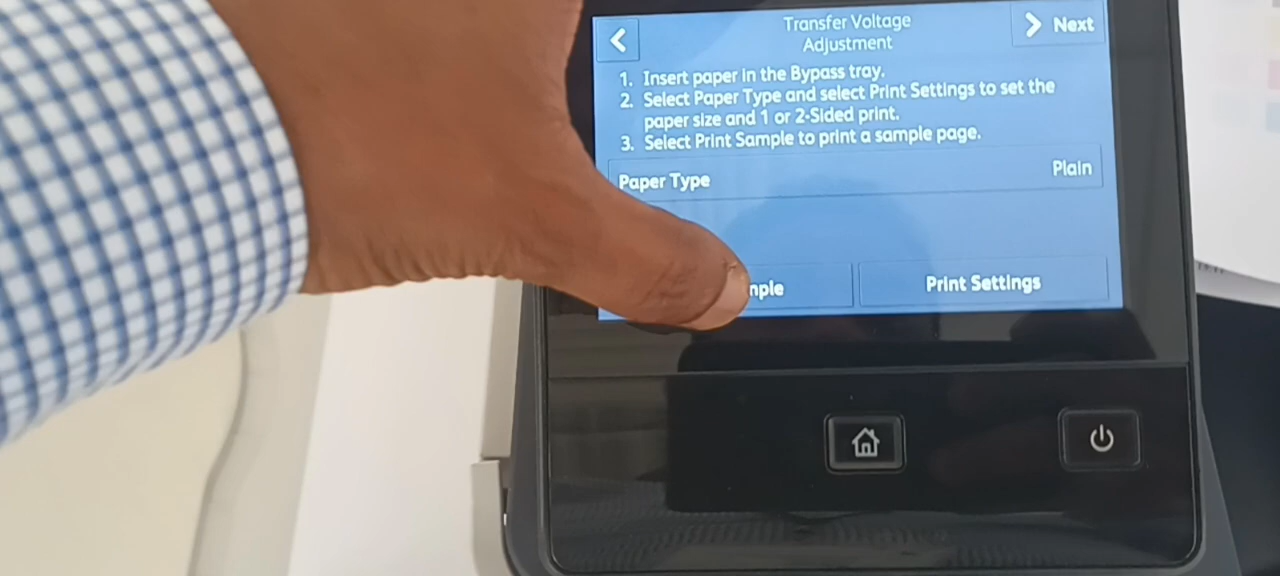 Transfer Voltage
Adjustment
Next
1. Insert paper in the Bypass tray.
2. Select Paper Type and select Print Settings to set the
paper size and 1 or 2-Sided print.
3. Select Print Sample to print a sample page.
Paper Type
Plain
Print Settings